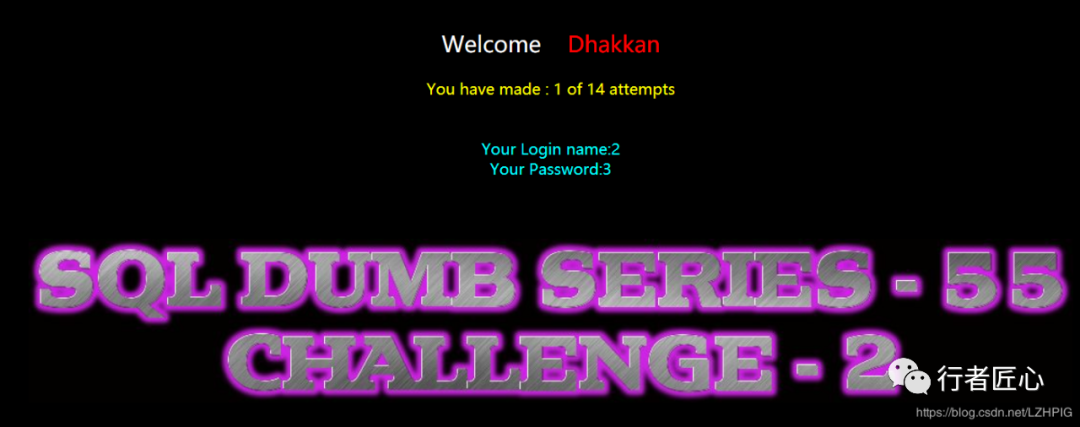 Welcome Dhakkan
You have made : 1 of 14 attempts
Your Login name:2
Your Password:3
SQL DUMB SERIES - 55
CHALLENGE - 2
行者匠心
https://blog.csdn.net/LZHPIG